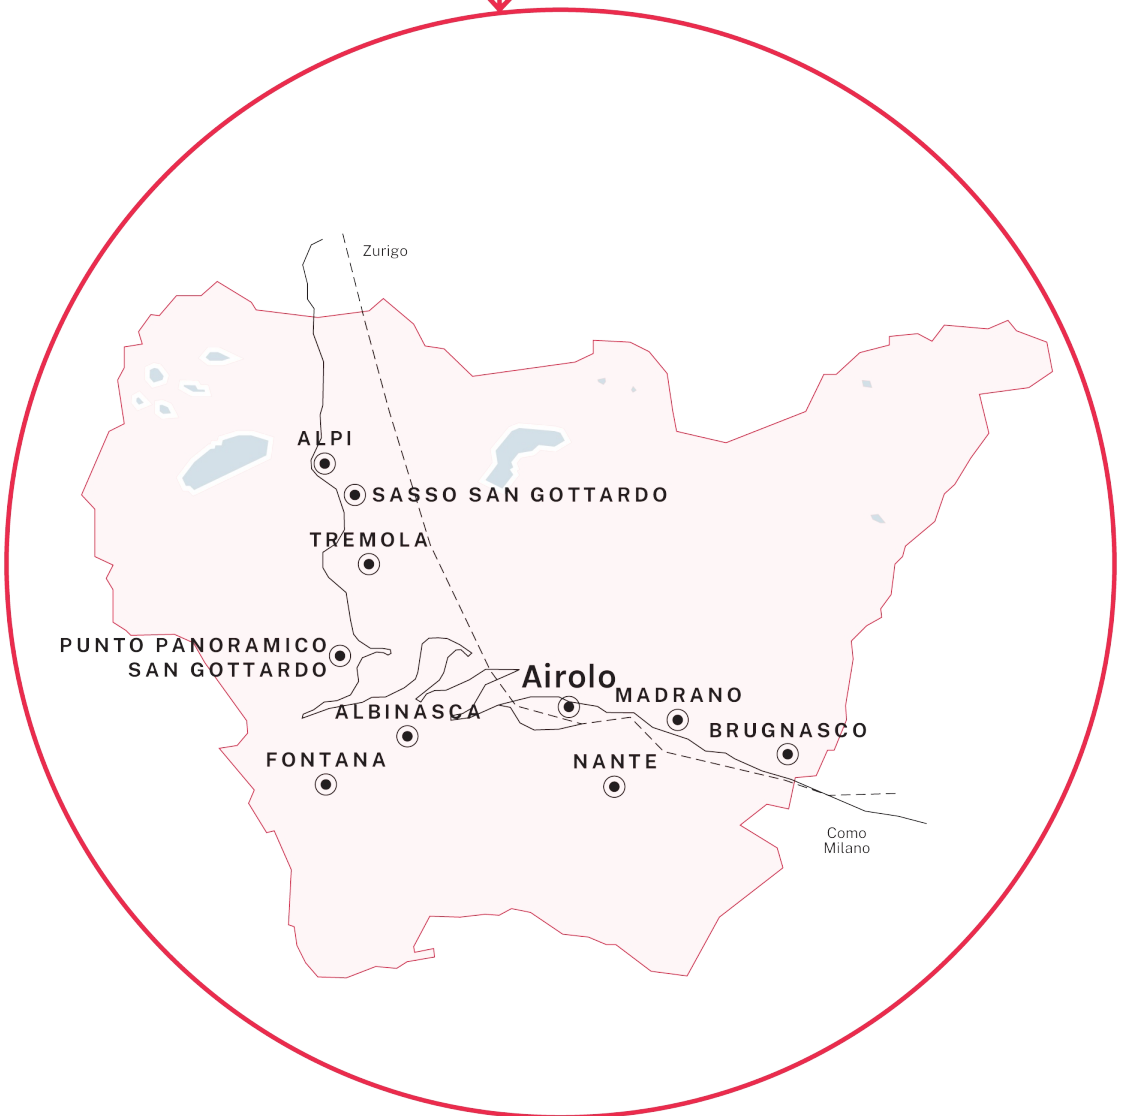 Zurigo
ALPI
SASSO SAN GOTTARDO
TREMOLA
PUNTO PANORAMICO
SAN GOTTARDO
Airolo
MADRANO
ALBINASCA
BRUGNASCO
FONTANA
NANTE
Como
Milano